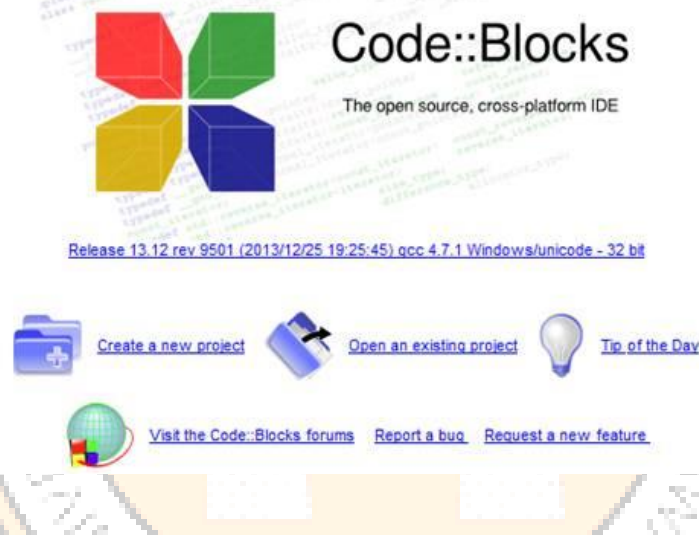 Code::Blocks
The open source, cross-platform IDE
Release 13.12 rev 9501 (2013/12/25 19:25:45) gcc 4.7.1 Windows/unicode - 32 bit
Create a new project
Open an existing project
Tip of the Day
Visit the Code::Blocks forums
Report a bug
Request a new feature